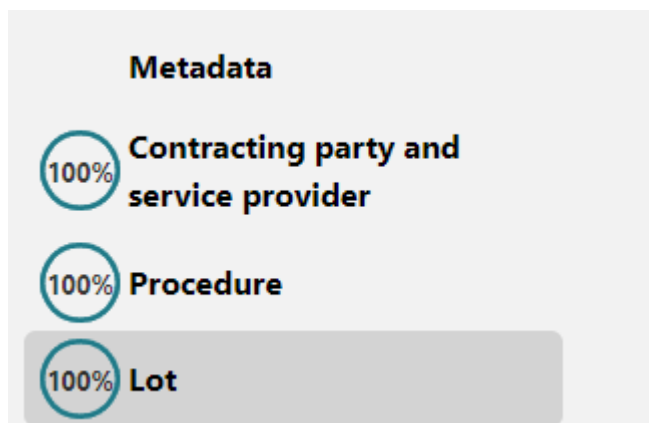 Metadata
100% Contracting party and
service provider
100% Procedure
100% Lot